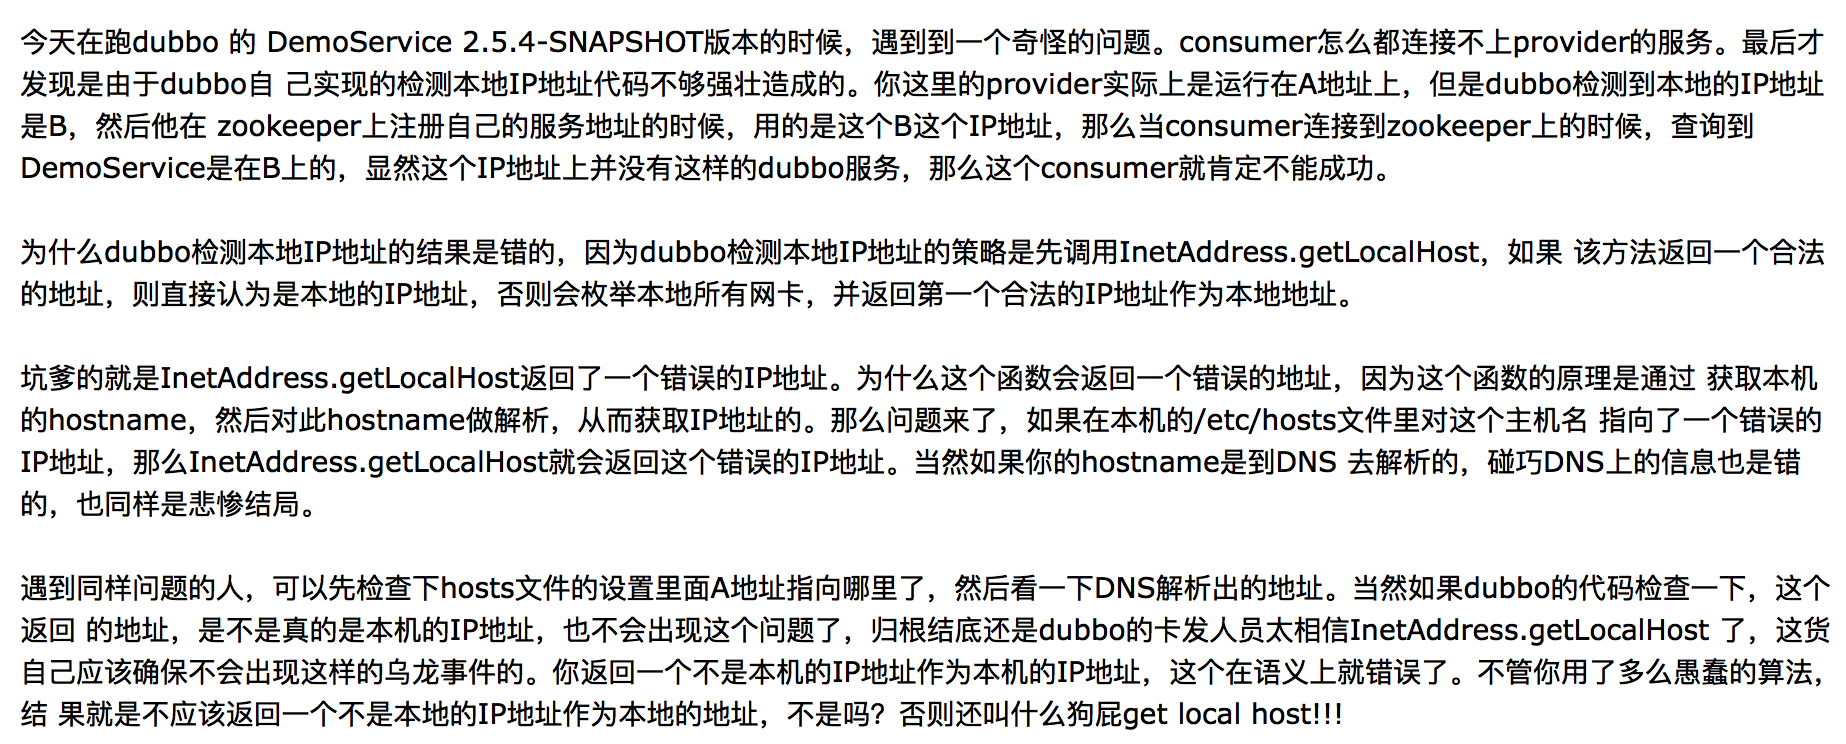 今天在跑dubbo 的 DemoService 2.5.4-SNAPSHOT版本的时候，遇到到一个奇怪的问题。consumer怎么都连接不上provider的服务。最后才
发现是由于dubbo自 己实现的检测本地IP地址代码不够强壮造成的。你这里的provider实际上是运行在A地址上，但是dubbo检测到本地的IP地址
是B，然后他在 zookeeper上注册自己的服务地址的时候，用的是这个B这个IP地址，那么当consumer连接到zookeeper上的时候，查询到
DemoService是在B上的，显然这个IP地址上并没有这样的dubbo服务，那么这个consumer就肯定不能成功。
为什么dubbo检测本地IP地址的结果是错的，因为dubbo检测本地IP地址的策略是先调用InetAddress.getLocalHost，如果 该方法返回一个合法
的地址，则直接认为是本地的IP地址，否则会枚举本地所有网卡，并返回第一个合法的IP地址作为本地地址。
坑爹的就是InetAddress.getLocalHost返回了一个错误的IP地址。为什么这个函数会返回一个错误的地址，因为这个函数的原理是通过 获取本机
的hostname，然后对此hostname做解析，从而获取IP地址的。那么问题来了，如果在本机的/etc/hosts文件里对这个主机名 指向了一个错误的
IP地址，那么InetAddress.getLocalHost就会返回这个错误的IP地址。当然如果你的hostname是到DNS 去解析的，碰巧DNS上的信息也是错
的，也同样是悲惨结局。
遇到同样问题的人，可以先检查下hosts文件的设置里面A地址指向哪里了，然后看一下DNS解析出的地址。当然如果dubbo的代码检查一下，这个
返回 的地址，是不是真的是本机的IP地址，也不会出现这个问题了，归根结底还是dubbo的卡发人员太相信InetAddress.getLocalHost 了，这货
自己应该确保不会出现这样的乌龙事件的。你返回一个不是本机的IP地址作为本机的IP地址，这个在语义上就错误了。不管你用了多么愚蠢的算法，
结 果就是不应该返回一个不是本地的IP地址作为本地的地址，不是吗？否则还叫什么狗屁get local host!!!